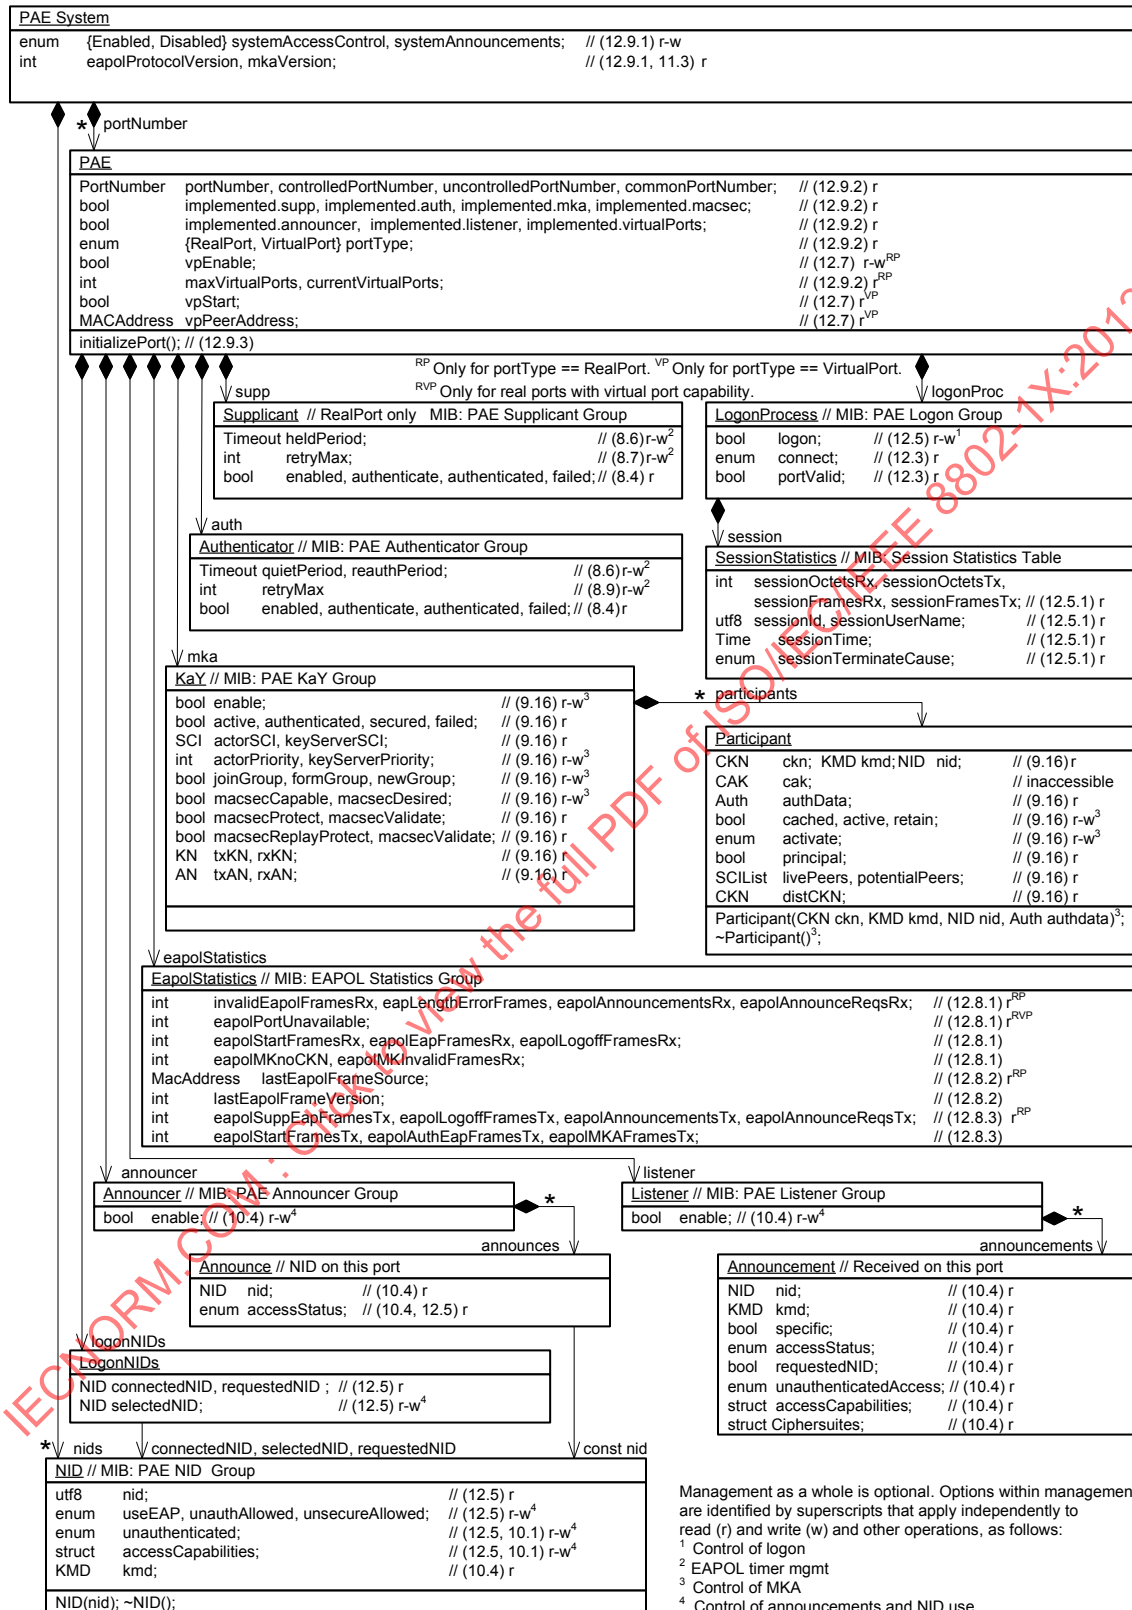 PAE System
enum {Enabled, Disabled} systemAccessControl, systemAnnouncements; // (12.9.1) r-w
int eapolProtocolVersion, mkaVersion; // (12.9.1, 11.3) r
* portNumber
PAE
PortNumber portNumber, controlledPortNumber, uncontrolledPortNumber, commonPortNumber; // (12.9.2) r
bool implemented.supp, implemented.auth, implemented.mka, implemented.macsec; // (12.9.2) r
bool implemented.announcer, implemented.listener, implemented.virtualPorts; // (12.9.2) r
enum {RealPort, VirtualPort} portType; // (12.9.2) r
bool vpEnable; // (12.7) r-wRP
int maxVirtualPorts, currentVirtualPorts; // (12.9.2) rRP
bool vpStart; // (12.7) rVP
MACAddress vpPeerAddress; // (12.7) rVP
initializePort(); // (12.9.3)
RP Only for portType == RealPort. VP Only for portType == VirtualPort.
RVP Only for real ports with virtual port capability.
supp
Supplicant // RealPort only MIB: PAE Supplicant Group
Timeout heldPeriod; // (8.6) r-w2
int retryMax; // (8.7) r-w2
bool enabled, authenticate, authenticated, failed; // (8.4) r
logonProc
LogonProcess // MIB: PAE Logon Group
bool logon; // (12.5) r-w1
enum connect; // (12.3) r
bool portValid; // (12.3) r
auth
Authenticator // MIB: PAE Authenticator Group
Timeout quietPeriod, reauthPeriod; // (8.6) r-w2
int retryMax // (8.9) r-w2
bool enabled, authenticate, authenticated, failed; // (8.4) r
session
SessionStatistics // MIB: Session Statistics Table
int sessionOctetsRx, sessionOctetsTx,
sessionFramesRx, sessionFramesTx; // (12.5.1) r
utf8 sessionId, sessionUserName; // (12.5.1) r
Time sessionTime; // (12.5.1) r
enum sessionTerminateCause; // (12.5.1) r
mka
KaY // MIB: PAE KaY Group
bool enable; // (9.16) r-w3
bool active, authenticated, secured, failed; // (9.16) r
SCI actorSCI, keyServerSCI; // (9.16) r
int actorPriority, keyServerPriority; // (9.16) r-w3
bool joinGroup, formGroup, newGroup; // (9.16) r-w3
bool macsecCapable, macsecDesired; // (9.16) r-w3
bool macsecProtect, macsecValidate; // (9.16) r
bool macsecReplayProtect, macsecValidate; // (9.16) r
KN txKN, rxKN; // (9.16) r
AN txAN, rxAN; // (9.16) r
* participants
Participant
CKN ckn; KMD kmd; NID nid; // (9.16) r
CAK cak; // inaccessible
Auth authData; // (9.16) r
bool cached, active, retain; // (9.16) r-w3
enum activate; // (9.16) r-w3
bool principal; // (9.16) r
SCIList livePeers, potentialPeers; // (9.16) r
CKN distCKN; // (9.16) r
Participant(CKN ckn, KMD kmd, NID nid, Auth authdata)3;
~Participant()3;
eapolStatistics
EapolStatistics // MIB: EAPOL Statistics Group
int invalidEapolFramesRx, eapLengthErrorFrames, eapolAnnouncementsRx, eapolAnnounceReqsRx; // (12.8.1) rRP
int eapolPortUnavailable; // (12.8.1) rRVP
int eapolStartFramesRx, eapolEapFramesRx, eapolLogoffFramesRx; // (12.8.1)
int eapolMKnoCKN, eapolMKInvalidFramesRx; // (12.8.1)
MacAddress lastEapolFrameSource; // (12.8.2) rRP
int lastEapolFrameVersion; // (12.8.2)
int eapolSuppEapFramesTx, eapolLogoffFramesTx, eapolAnnouncementsTx, eapolAnnounceReqsTx; // (12.8.3) rRP
int eapolStartFramesTx, eapolAuthEapFramesTx, eapolMKAFramesTx; // (12.8.3)
announcer
Announcer // MIB: PAE Announcer Group
bool enable; // (10.4) r-w4
*
announces
listener
Listener // MIB: PAE Listener Group
bool enable; // (10.4) r-w4
*
announcements
Announce // NID on this port
NID nid; // (10.4) r
enum accessStatus; // (10.4, 12.5) r
Announcement // Received on this port
NID nid; // (10.4) r
KMD kmd; // (10.4) r
bool specific; // (10.4) r
enum accessStatus; // (10.4) r
bool requestedNID; // (10.4) r
enum unauthenticatedAccess; // (10.4) r
struct accessCapabilities; // (10.4) r
struct Ciphersuites; // (10.4) r
logonNIDs
LogonNIDs
NID connectedNID, requestedNID ; // (12.5) r
NID selectedNID; // (12.5) r-w4
* nids
connectedNID, selectedNID, requestedNID
const nid
NID // MIB: PAE NID Group
utf8 nid; // (12.5) r
enum useEAP, unauthAllowed, unsecureAllowed; // (12.5) r-w4
enum unauthenticated; // (12.5, 10.1) r-w4
struct accessCapabilities; // (12.5, 10.1) r-w4
KMD kmd; // (10.4) r
NID(nid); ~NID();
Management as a whole is optional. Options within managemen
are identified by superscripts that apply independently to
read (r) and write (w) and other operations, as follows:
1 Control of logon
2 EAPOL timer mgmt
3 Control of MKA
4 Control of announcements and NID use
IECNORM.COM : Click to view the full PDF of ISO/IEC/IEEE 8802-1X:2013